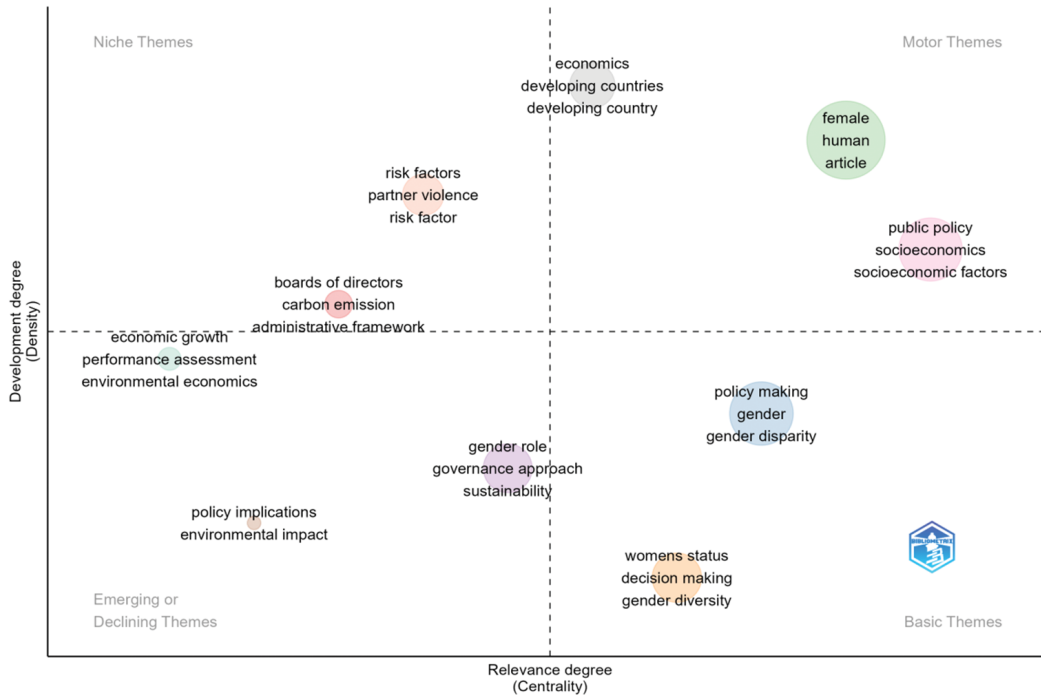 Niche Themes
Motor Themes
economics
developing countries
developing country
female
human
article
risk factors
partner violence
risk factor
public policy
socioeconomics
socioeconomic factors
boards of directors
carbon emission
administrative framework
economic growth
performance assessment
environmental economics
policy making
gender
gender disparity
gender role
governance approach
sustainability
policy implications
environmental impact
womens status
decision making
gender diversity
BIBLIOMETRIX
Emerging or
Declining Themes
Basic Themes
Development degree
(Density)
Relevance degree
(Centrality)